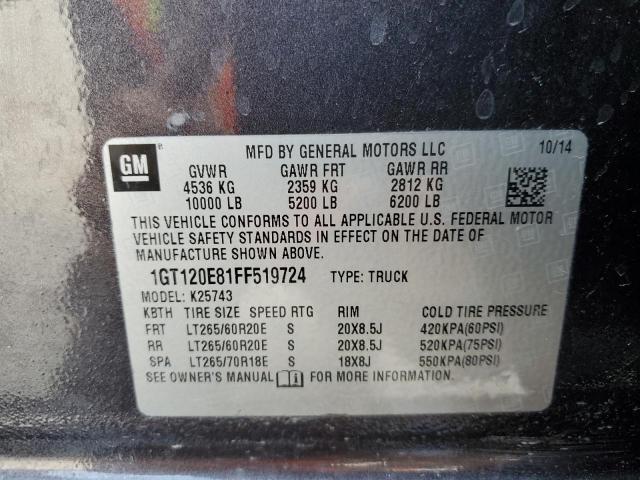 GM
MFD BY GENERAL MOTORS LLC 10/14
GVWR GAWR FRT GAWR RR
4536 KG 2359 KG 2812 KG
10000 LB 5200 LB 6200 LB
THIS VEHICLE CONFORMS TO ALL APPLICABLE U.S. FEDERAL MOTOR
VEHICLE SAFETY STANDARDS IN EFFECT ON THE DATE OF
MANUFACTURE SHOWN ABOVE.
1GT120E81FF519724 TYPE: TRUCK
MODEL: K25743
KBTH TIRE SIZE SPEED RTG RIM COLD TIRE PRESSURE
FRT LT265/60R20E S 20X8.5J 420KPA(60PSI)
RR LT265/60R20E S 20X8.5J 520KPA(75PSI)
SPA LT265/70R18E S 18X8J 550KPA(80PSI)
SEE OWNER'S MANUAL FOR MORE INFORMATION.